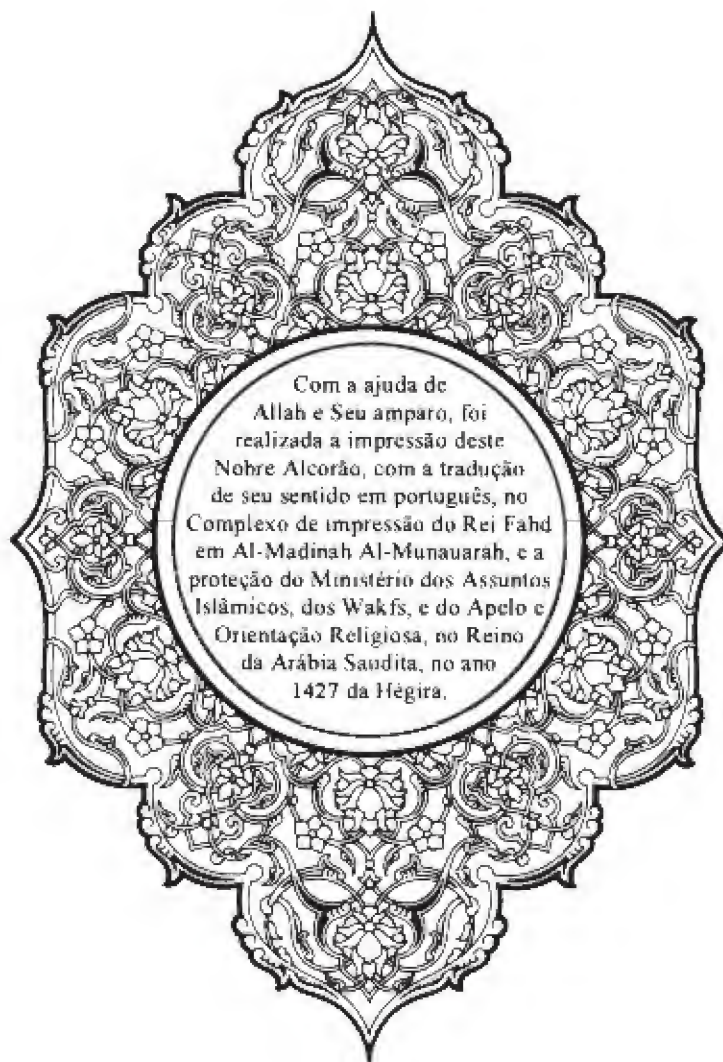 Com a ajuda de
Allah e Seu amparo, foi
realizada a impressão deste
Nobre Alcorão, com a tradução
de seu sentido em português, no
Complexo de impressão do Rei Fahd
em Al-Madinah Al-Munauarah, e a
proteção do Ministério dos Assuntos
Islâmicos, dos Wakfs, e do Apelo e
Orientação Religiosa, no Reino
da Arábia Saudita, no ano
1427 da Hégira.